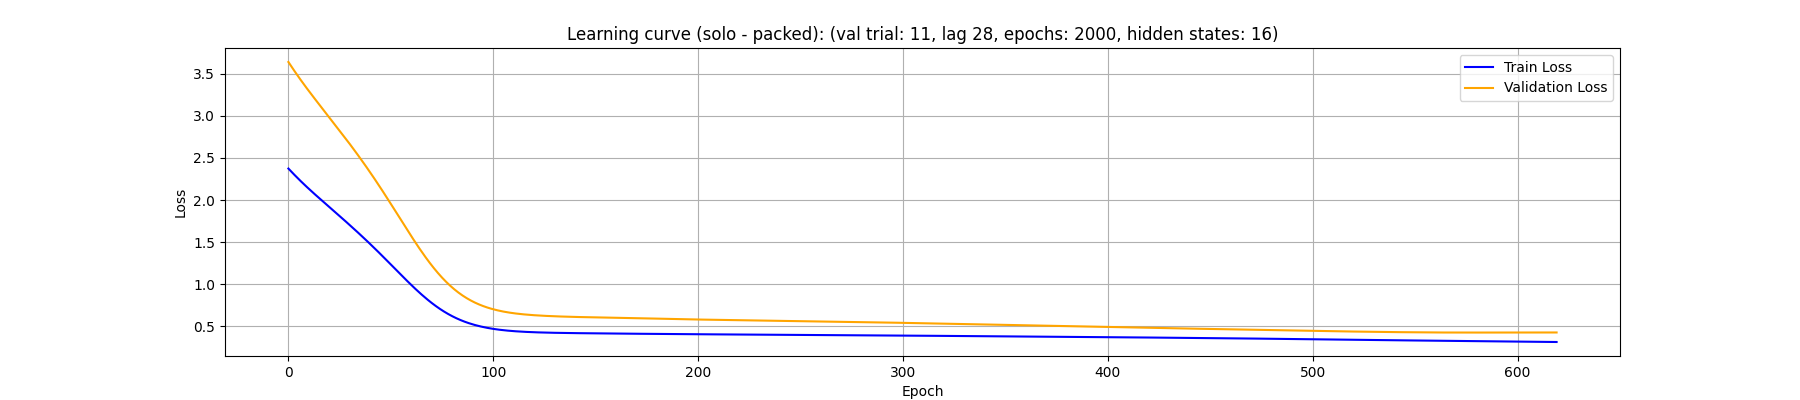 Learning curve (solo - packed): (val trial: 11, lag 28, epochs: 2000, hidden states: 16)
Train Loss
Validation Loss
Loss
3.5
3.0
2.5
2.0
1.5
1.0
0.5
0 100 200 300 400 500 600
Epoch